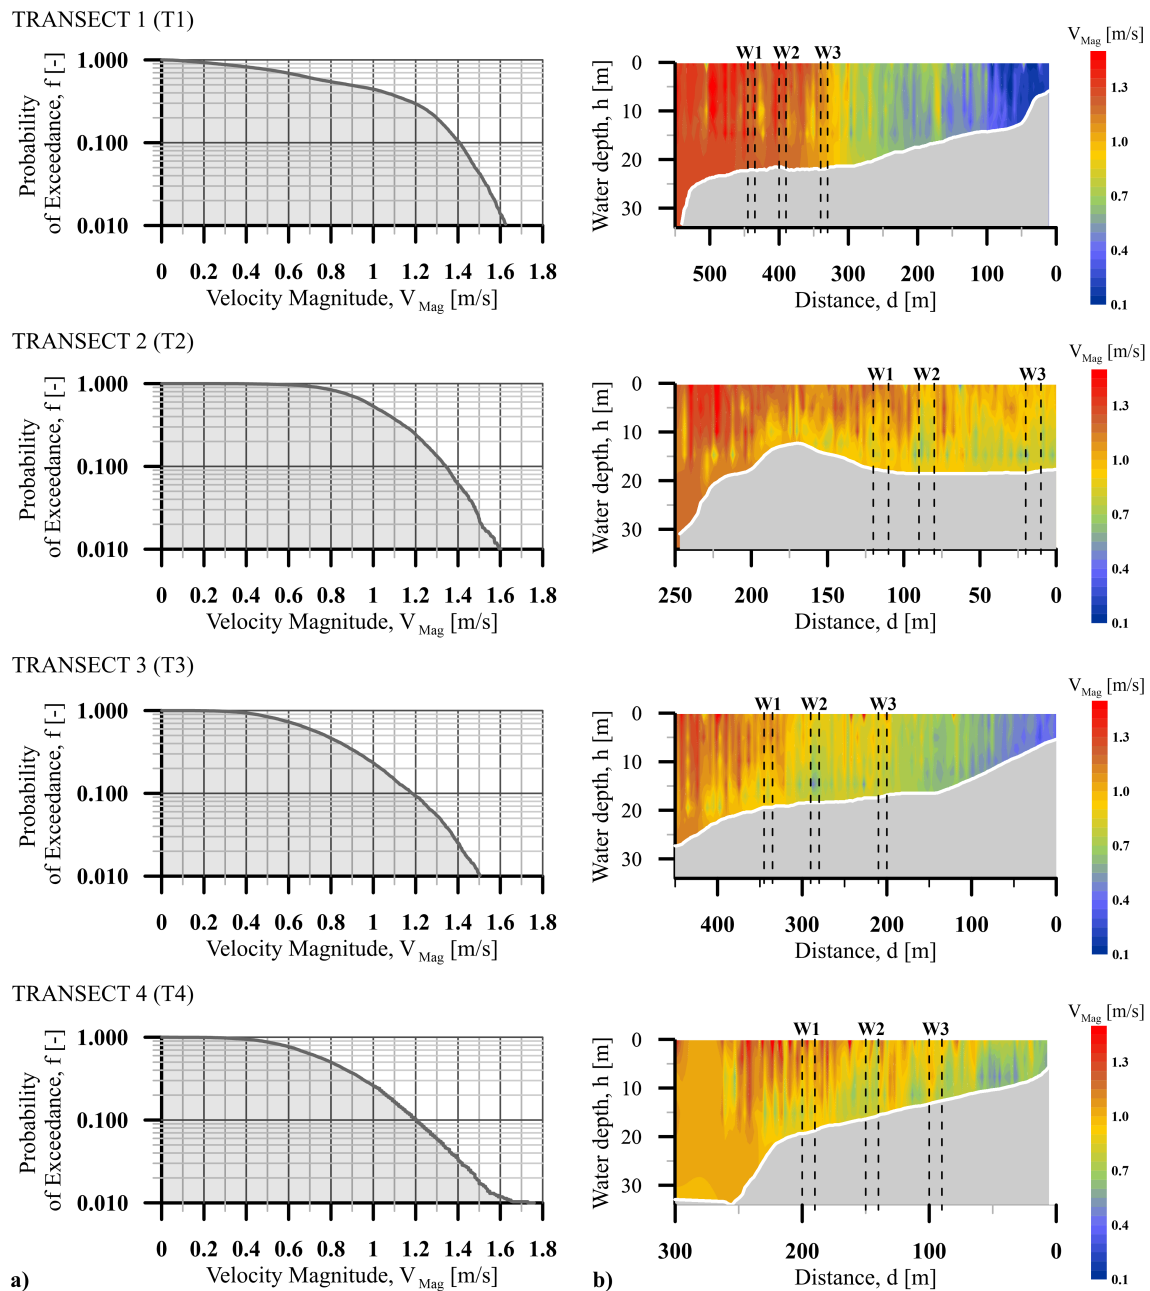 TRANSECT 1 (T1)
Probability
of Exceedance, f [-]
1.000
0.100
0.010
0 0.2 0.4 0.6 0.8 1 1.2 1.4 1.6 1.8
Velocity Magnitude, V Mag [m/s]
W1 W2 W3
Water depth, h [m]
0
10
20
30
500 400 300 200 100 0
Distance, d [m]
V Mag [m/s]
1.3
1.0
0.7
0.4
0.1
TRANSECT 2 (T2)
Probability
of Exceedance, f [-]
1.000
0.100
0.010
0 0.2 0.4 0.6 0.8 1 1.2 1.4 1.6 1.8
Velocity Magnitude, V Mag [m/s]
W1 W2 W3
Water depth, h [m]
0
10
20
30
250 200 150 100 50 0
Distance, d [m]
V Mag [m/s]
1.3
1.0
0.7
0.4
0.1
TRANSECT 3 (T3)
Probability
of Exceedance, f [-]
1.000
0.100
0.010
0 0.2 0.4 0.6 0.8 1 1.2 1.4 1.6 1.8
Velocity Magnitude, V Mag [m/s]
W1 W2 W3
Water depth, h [m]
0
10
20
30
400 300 200 100 0
Distance, d [m]
V Mag [m/s]
1.3
1.0
0.7
0.4
0.1
TRANSECT 4 (T4)
Probability
of Exceedance, f [-]
1.000
0.100
0.010
0 0.2 0.4 0.6 0.8 1 1.2 1.4 1.6 1.8
Velocity Magnitude, V Mag [m/s]
W1 W2 W3
Water depth, h [m]
0
10
20
30
300 200 100 0
Distance, d [m]
V Mag [m/s]
1.3
1.0
0.7
0.4
0.1
a)
b)